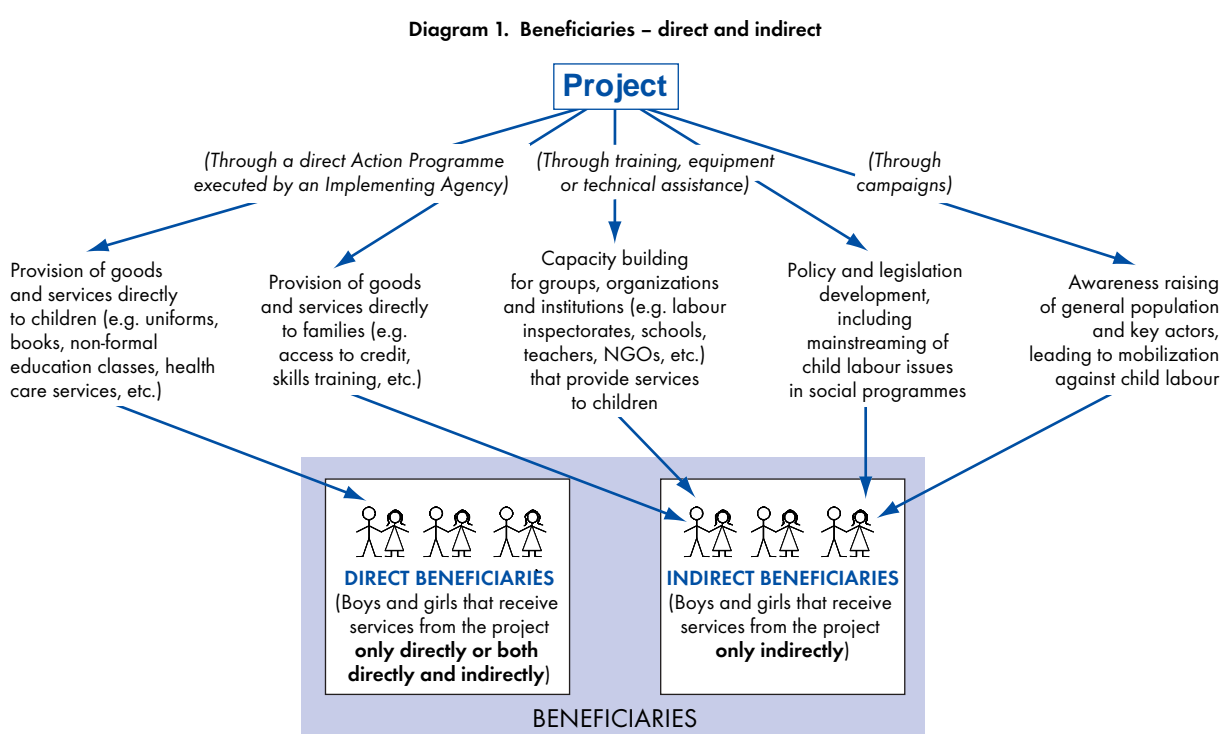 Diagram 1. Beneficiaries – direct and indirect
Project
(Through a direct Action Programme
executed by an Implementing Agency)
(Through training, equipment
or technical assistance)
(Through
campaigns)
Provision of goods
and services directly
to children (e.g. uniforms,
books, non-formal
education classes, health
care services, etc.)
Provision of goods
and services directly
to families (e.g.
access to credit,
skills training, etc.)
Capacity building
for groups, organizations
and institutions (e.g. labour
inspectorates, schools,
teachers, NGOs, etc.)
that provide services
to children
Policy and legislation
development,
including
mainstreaming of
child labour issues
in social programmes
Awareness raising
of general population
and key actors,
leading to mobilization
against child labour
DIRECT BENEFICIARIES
(Boys and girls that receive
services from the project
only directly or both
directly and indirectly)
INDIRECT BENEFICIARIES
(Boys and girls that receive
services from the project
only indirectly)
BENEFICIARIES